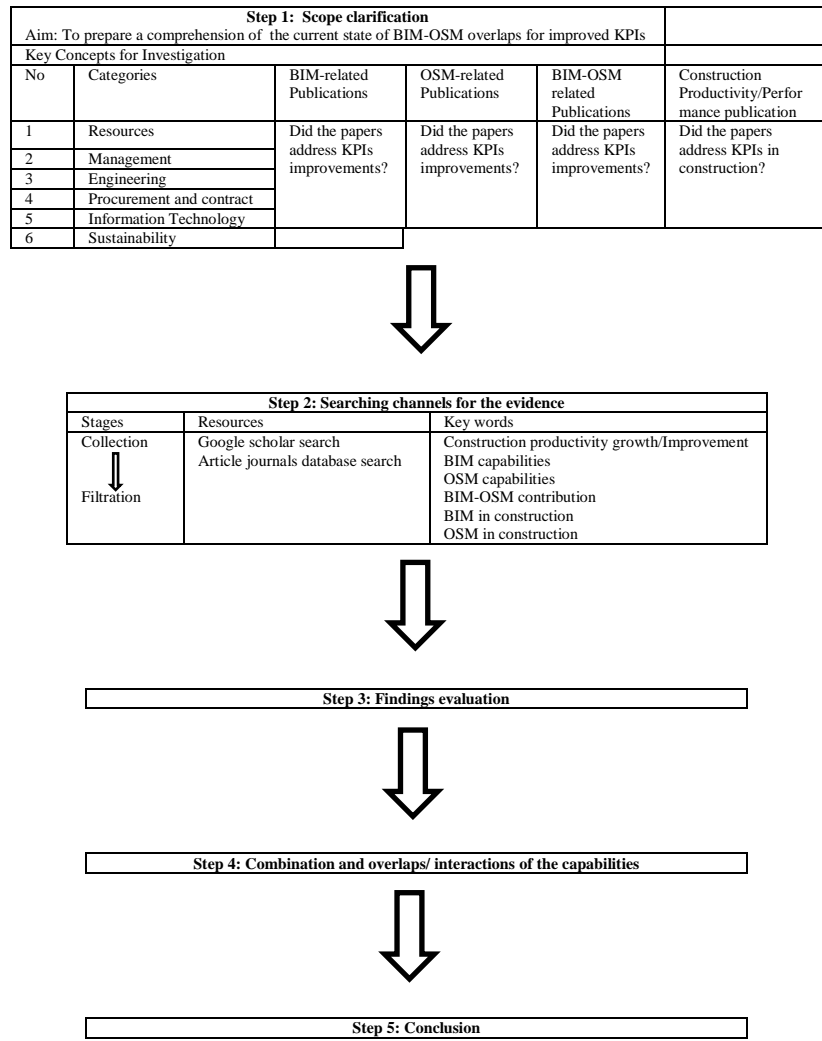 Step 1: Scope clarification
Aim: To prepare a comprehension of the current state of BIM-OSM overlaps for improved KPIs
Key Concepts for Investigation
No Categories BIM-related Publications OSM-related Publications BIM-OSM related Publications Construction Productivity/Perfor mance publication
1 Resources Did the papers address KPIs improvements? Did the papers address KPIs improvements? Did the papers address KPIs improvements? Did the papers address KPIs in construction?
2 Management
3 Engineering
4 Procurement and contract
5 Information Technology
6 Sustainability
Step 2: Searching channels for the evidence
Stages Resources Key words
Collection Google scholar search Construction productivity growth/Improvement
Article journals database search BIM capabilities
OSM capabilities
Filtration BIM-OSM contribution
BIM in construction
OSM in construction
Step 3: Findings evaluation
Step 4: Combination and overlaps/ interactions of the capabilities
Step 5: Conclusion